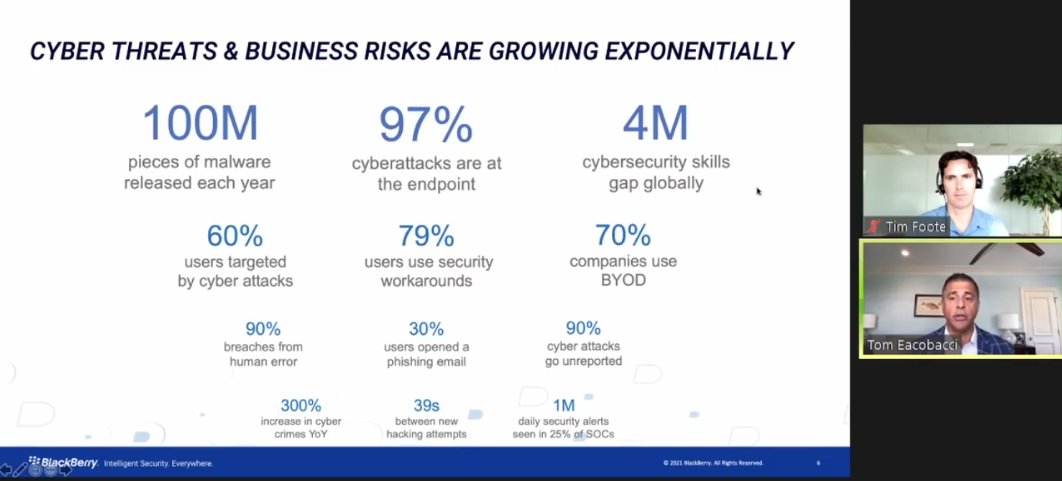 CYBER THREATS & BUSINESS RISKS ARE GROWING EXPONENTIALLY
100M
pieces of malware
released each year
97%
cyberattacks are at
the endpoint
4M
cybersecurity skills
gap globally
60%
users targeted
by cyber attacks
79%
users use security
workarounds
70%
companies use
BYOD
90%
breaches from
human error
30%
users opened a
phishing email
90%
cyber attacks
go unreported
300%
increase in cyber
crimes YoY
39s
between new
hacking attempts
1M
daily security alerts
seen in 25% of SOCs
BlackBerry. Intelligent Security. Everywhere.
© 2021 BlackBerry. All Rights Reserved.
6
Tim Foote
Tom Eacobacci